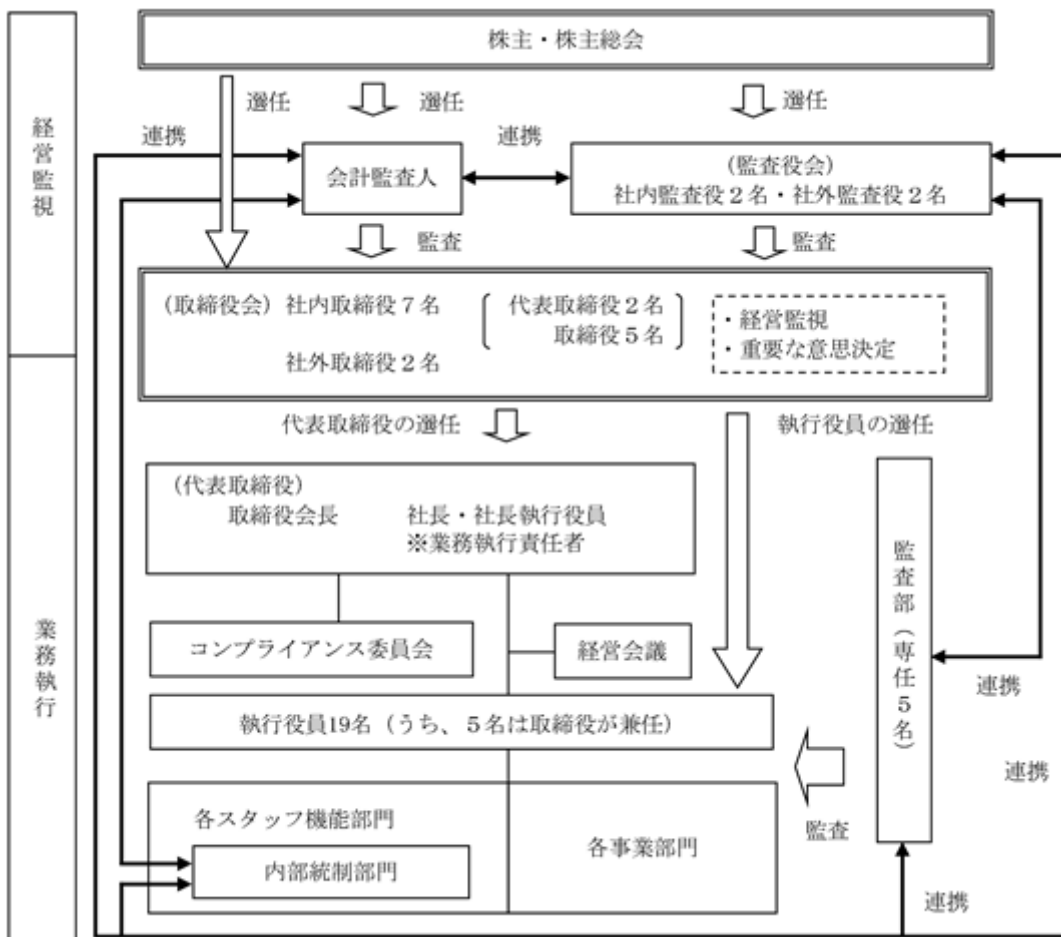 株主・株主総会
選任
選任
選任
経営監視
連携
連携
会計監査人
(監査役会)
社内監査役2名・社外監査役2名
監査
監査
(取締役会) 社内取締役7名
代表取締役2名
取締役5名
社外取締役2名
・経営監視
・重要な意思決定
代表取締役の選任
執行役員の選任
(代表取締役)
取締役会長
社長・社長執行役員
※業務執行責任者
業務執行
監査部(専任5名)
コンプライアンス委員会
経営会議
連携
執行役員19名(うち、5名は取締役が兼任)
連携
監査
各スタッフ機能部門
内部統制部門
各事業部門
連携